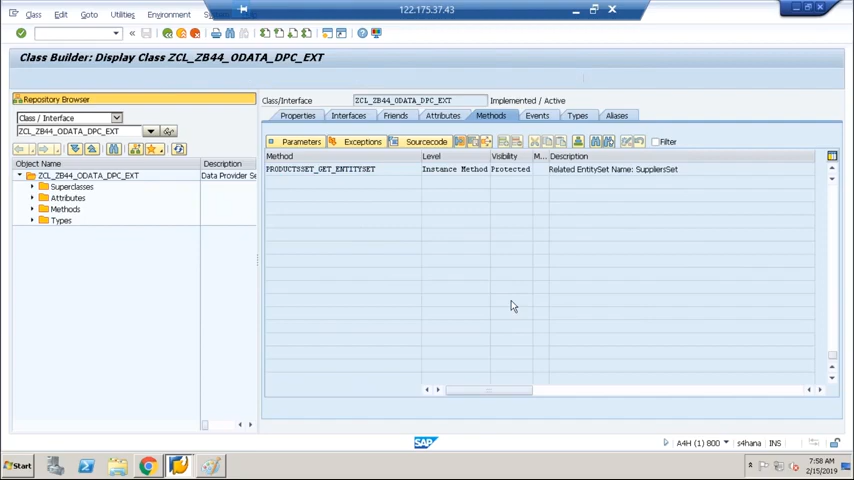 122.175.37.43
Class Edit Goto Utilities Environment
Class Builder: Display Class ZCL_ZB44_ODATA_DPC_EXT
Repository Browser
Class / Interface
ZCL_ZB44_ODATA_DPC_EXT
Object Name Description
ZCL_ZB44_ODATA_DPC_EXT Data Provider Se
Superclasses
Attributes
Methods
Types
Class/Interface ZCL_ZB44_ODATA_DPC_EXT Implemented / Active
Properties Interfaces Friends Attributes Methods Events Types Aliases
Parameters Exceptions Sourcecode Filter
Method Level Visibility M... Description
PRODUCTSSET_GET_ENTITYSET Instance Method Protected Related EntitySet Name: SuppliersSet
SAP
A4H (1) 800 s4hana INS
Start
7:58 AM
2/15/2019